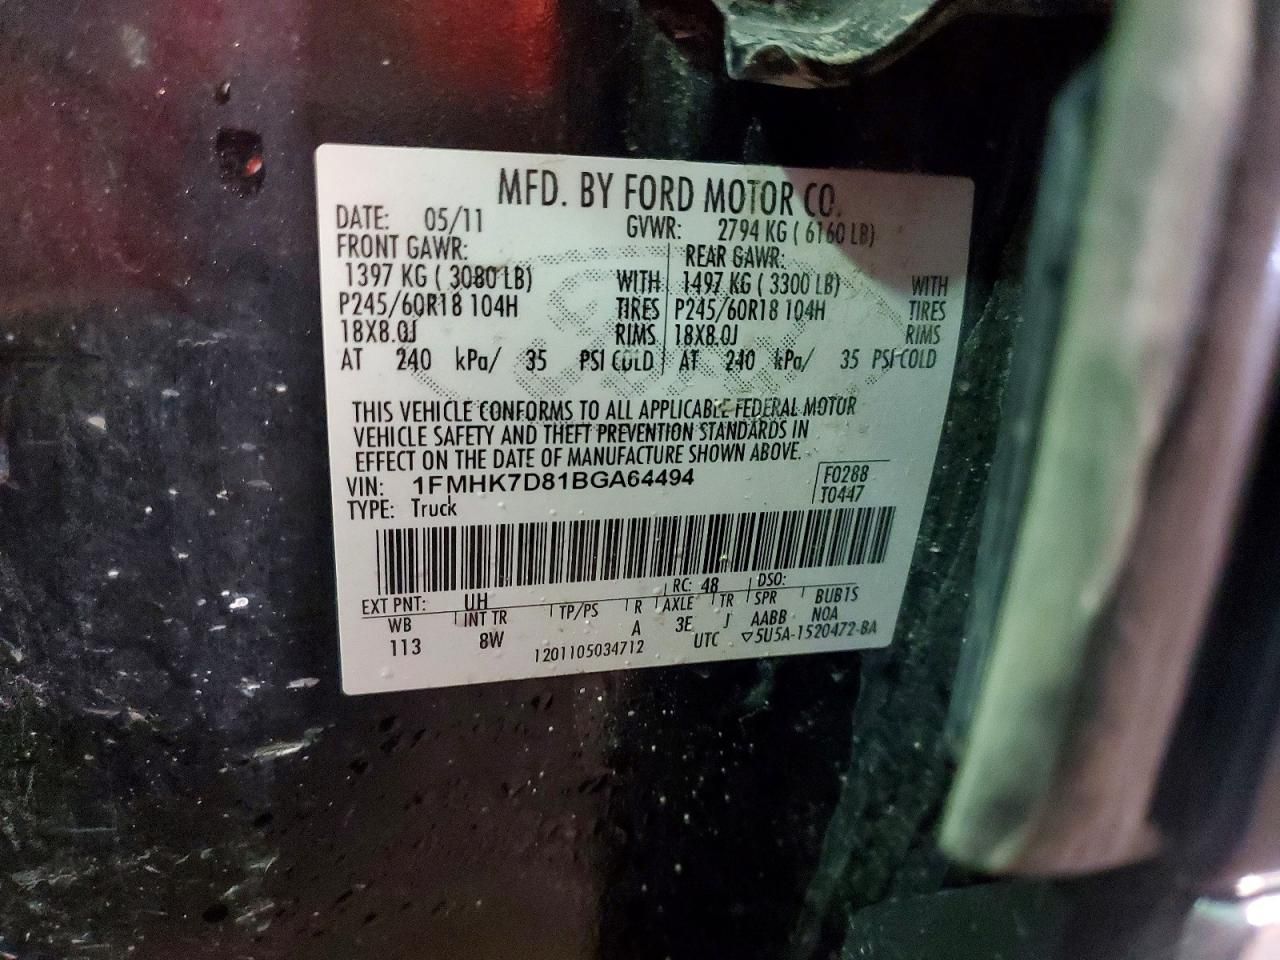 MFD. BY FORD MOTOR CO.
DATE: 05/11 GVWR: 2794 KG ( 6160 LB)
FRONT GAWR: REAR GAWR:
1397 KG ( 3080 LB) WITH 1497 KG ( 3300 LB) WITH
P245/60R18 104H TIRES P245/60R18 104H TIRES
18X8.0J RIMS 18X8.0J RIMS
AT 240 kPa/ 35 PSI COLD AT 240 kPa/ 35 PSI COLD
THIS VEHICLE CONFORMS TO ALL APPLICABLE FEDERAL MOTOR
VEHICLE SAFETY AND THEFT PREVENTION STANDARDS IN
EFFECT ON THE DATE OF MANUFACTURE SHOWN ABOVE.
VIN: 1FMHK7D81BGA64494 F0288
TYPE: Truck T0447
EXT PNT: UH RC: 48 DSO:
WB INT TR TP/PS R AXLE TR SPR BUB1S
113 8W A 3E J AABB N0A
1201105034712 UTC ▽5U5A-1520472-BA